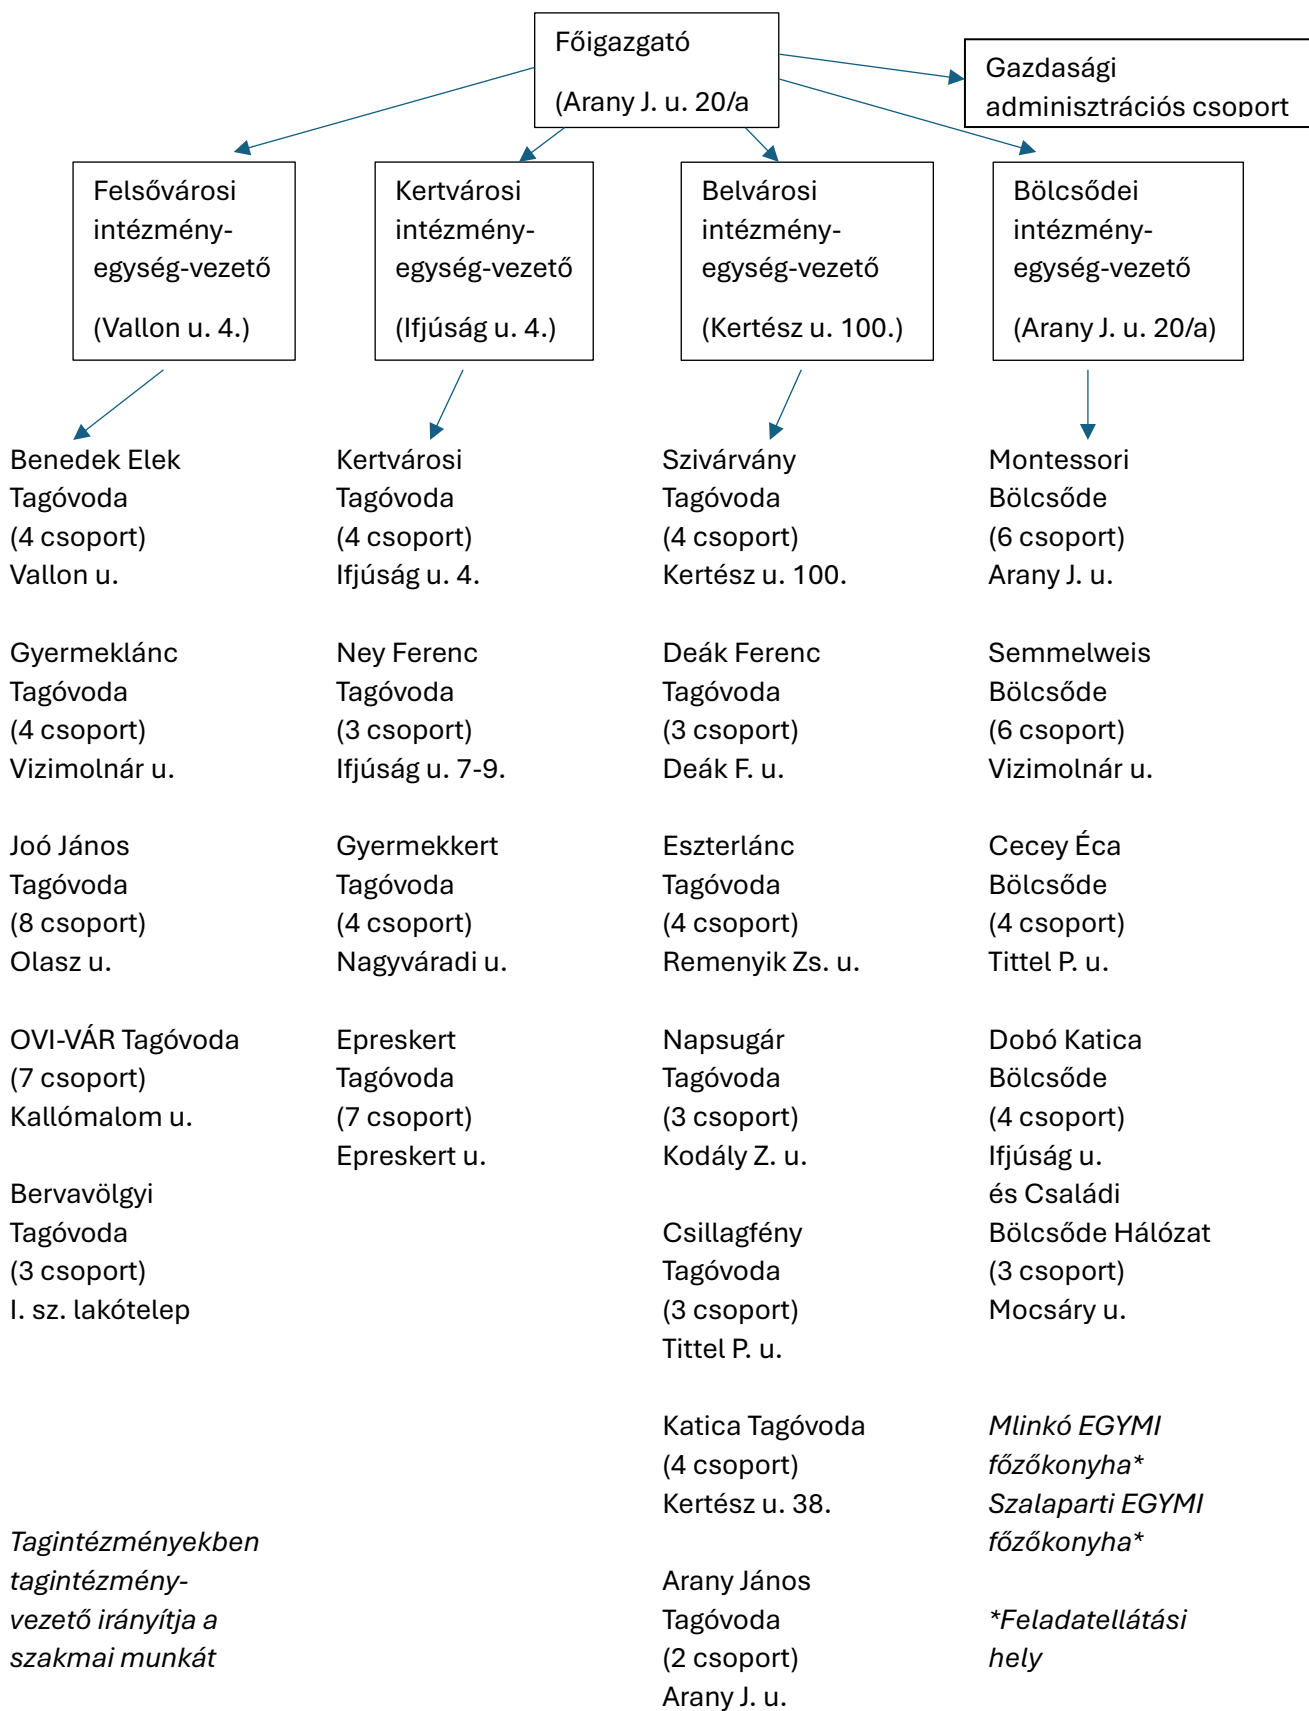 Főigazgató
(Arany J. u. 20/a
Gazdasági
adminisztrációs csoport
Felsővárosi
intézmény-
egység-vezető
(Vallon u. 4.)
Kertvárosi
intézmény-
egység-vezető
(Ifjúság u. 4.)
Belvárosi
intézmény-
egység-vezető
(Kertész u. 100.)
Bölcsődei
intézmény-
egység-vezető
(Arany J. u. 20/a)
Benedek Elek
Tagóvoda
(4 csoport)
Vallon u.
Gyermeklánc
Tagóvoda
(4 csoport)
Vizimolnár u.
Joó János
Tagóvoda
(8 csoport)
Olasz u.
OVI-VÁR Tagóvoda
(7 csoport)
Kallómalom u.
Bervavölgyi
Tagóvoda
(3 csoport)
I. sz. lakótelep
Tagintézményekben
tagintézmény-
vezető irányítja a
szakmai munkát
Kertvárosi
Tagóvoda
(4 csoport)
Ifjúság u. 4.
Ney Ferenc
Tagóvoda
(3 csoport)
Ifjúság u. 7-9.
Gyermekkert
Tagóvoda
(4 csoport)
Nagyváradi u.
Epreskert
Tagóvoda
(7 csoport)
Epreskert u.
Szivárvány
Tagóvoda
(4 csoport)
Kertész u. 100.
Deák Ferenc
Tagóvoda
(3 csoport)
Deák F. u.
Eszterlánc
Tagóvoda
(4 csoport)
Remenyik Zs. u.
Napsugár
Tagóvoda
(3 csoport)
Kodály Z. u.
Csillagfény
Tagóvoda
(3 csoport)
Tittel P. u.
Katica Tagóvoda
(4 csoport)
Kertész u. 38.
Arany János
Tagóvoda
(2 csoport)
Arany J. u.
Montessori
Bölcsőde
(6 csoport)
Arany J. u.
Semmelweis
Bölcsőde
(6 csoport)
Vizimolnár u.
Cecey Éca
Bölcsőde
(4 csoport)
Tittel P. u.
Dobó Katica
Bölcsőde
(4 csoport)
Ifjúság u.
és Családi
Bölcsőde Hálózat
(3 csoport)
Mocsáry u.
Mlinkó EGYMI
főzőkonyha*
Szalaparti EGYMI
főzőkonyha*
*Feladatellátási
hely